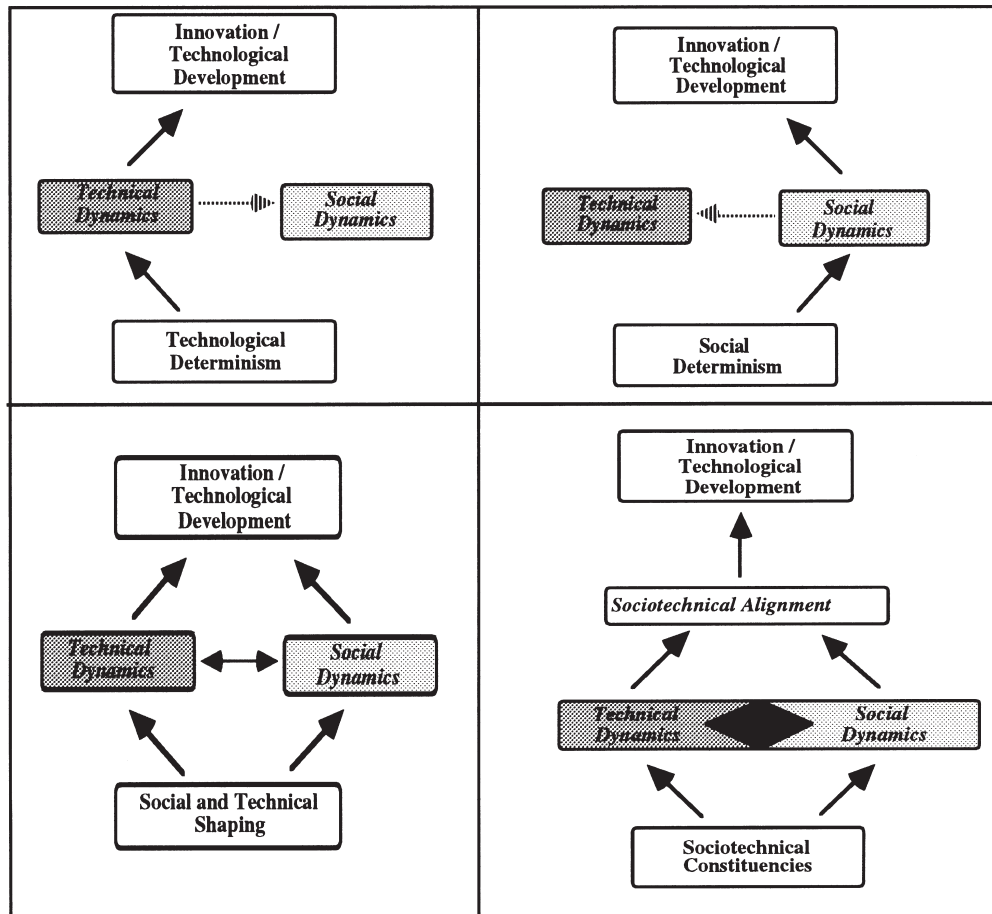 Innovation /
Technological
Development
Technical
Dynamics
Social
Dynamics
Technological
Determinism
Innovation /
Technological
Development
Technical
Dynamics
Social
Dynamics
Social
Determinism
Innovation /
Technological
Development
Technical
Dynamics
Social
Dynamics
Social and Technical
Shaping
Innovation /
Technological
Development
Sociotechnical Alignment
Technical
Dynamics
Social
Dynamics
Sociotechnical
Constituencies